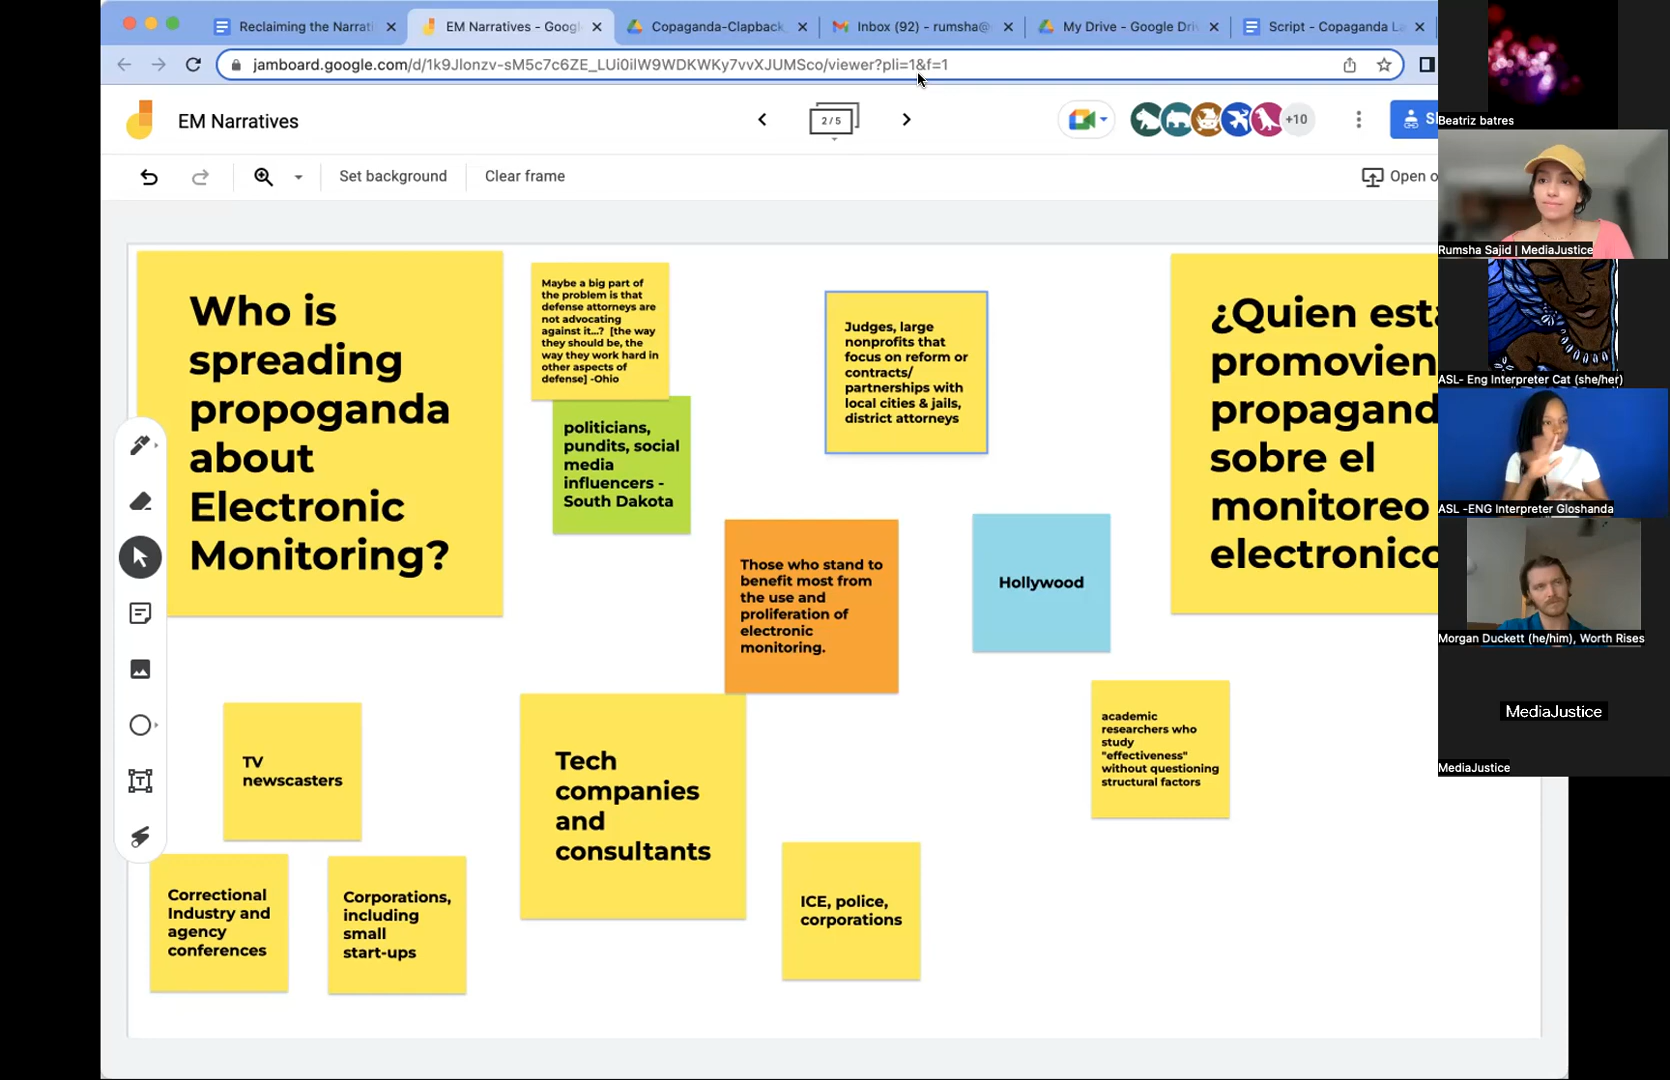 Reclaiming the Narrati
EM Narratives - Goog
Copaganda-Clapback
Inbox (92) - rumsha@
My Drive - Google Dri
Script - Copaganda La
jamboard.google.com/d/1k9Jlonzv-sM5c7c6ZE_LUi0ilW9WDKWKy7vvXJUMSco/viewer?pli=1&f=1
EM Narratives
2 / 5
+10
S
Set background
Clear frame
Open o
Who is
spreading
propoganda
about
Electronic
Monitoring?
Maybe a big part of
the problem is that
defense attorneys are
not advocating
against it...? [the way
they should be, the
way they work hard in
other aspects of
defense] -Ohio
politicians,
pundits, social
media
influencers -
South Dakota
Judges, large
nonprofits that
focus on reform or
contracts/
partnerships with
local cities & jails,
district attorneys
¿Quien est
promovien
propagand
sobre el
monitoreo
electronico
Those who stand to
benefit most from
the use and
proliferation of
electronic
monitoring.
Hollywood
TV
newscasters
Tech
companies
and
consultants
academic
researchers who
study
"effectiveness"
without questioning
structural factors
Correctional
Industry and
agency
conferences
Corporations,
including
small
start-ups
ICE, police,
corporations
Beatriz batres
Rumsha Sajid | MediaJustice
ASL- Eng Interpreter Cat (she/her)
ASL -ENG Interpreter Gloshanda
Morgan Duckett (he/him), Worth Rises
MediaJustice
MediaJustice